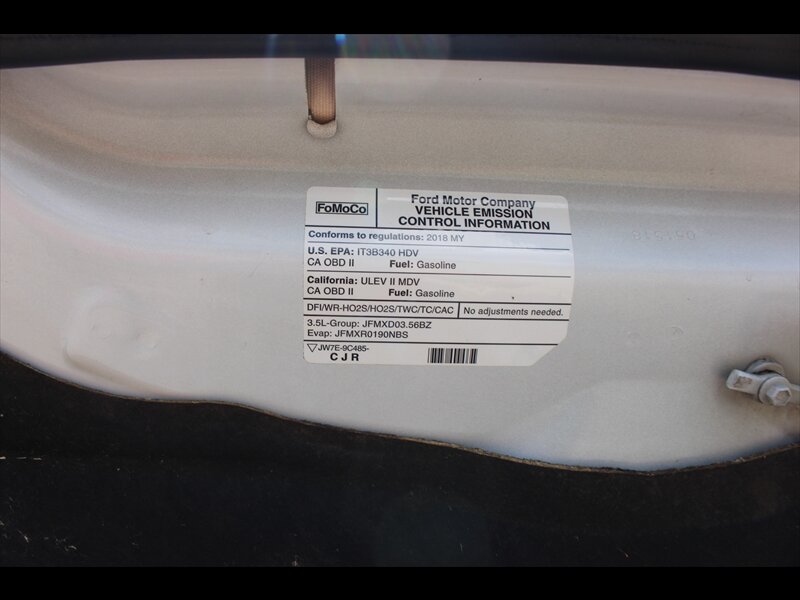 FoMoCo
Ford Motor Company
VEHICLE EMISSION
CONTROL INFORMATION
Conforms to regulations: 2018 MY
U.S. EPA: IT3B340 HDV
CA OBD II Fuel: Gasoline
California: ULEV II MDV
CA OBD II Fuel: Gasoline
DFI/WR-HO2S/HO2S/TWC/TC/CAC No adjustments needed.
3.5L-Group: JFMXD03.56BZ
Evap: JFMXR0190NBS
JW7E-9C485-
C J R